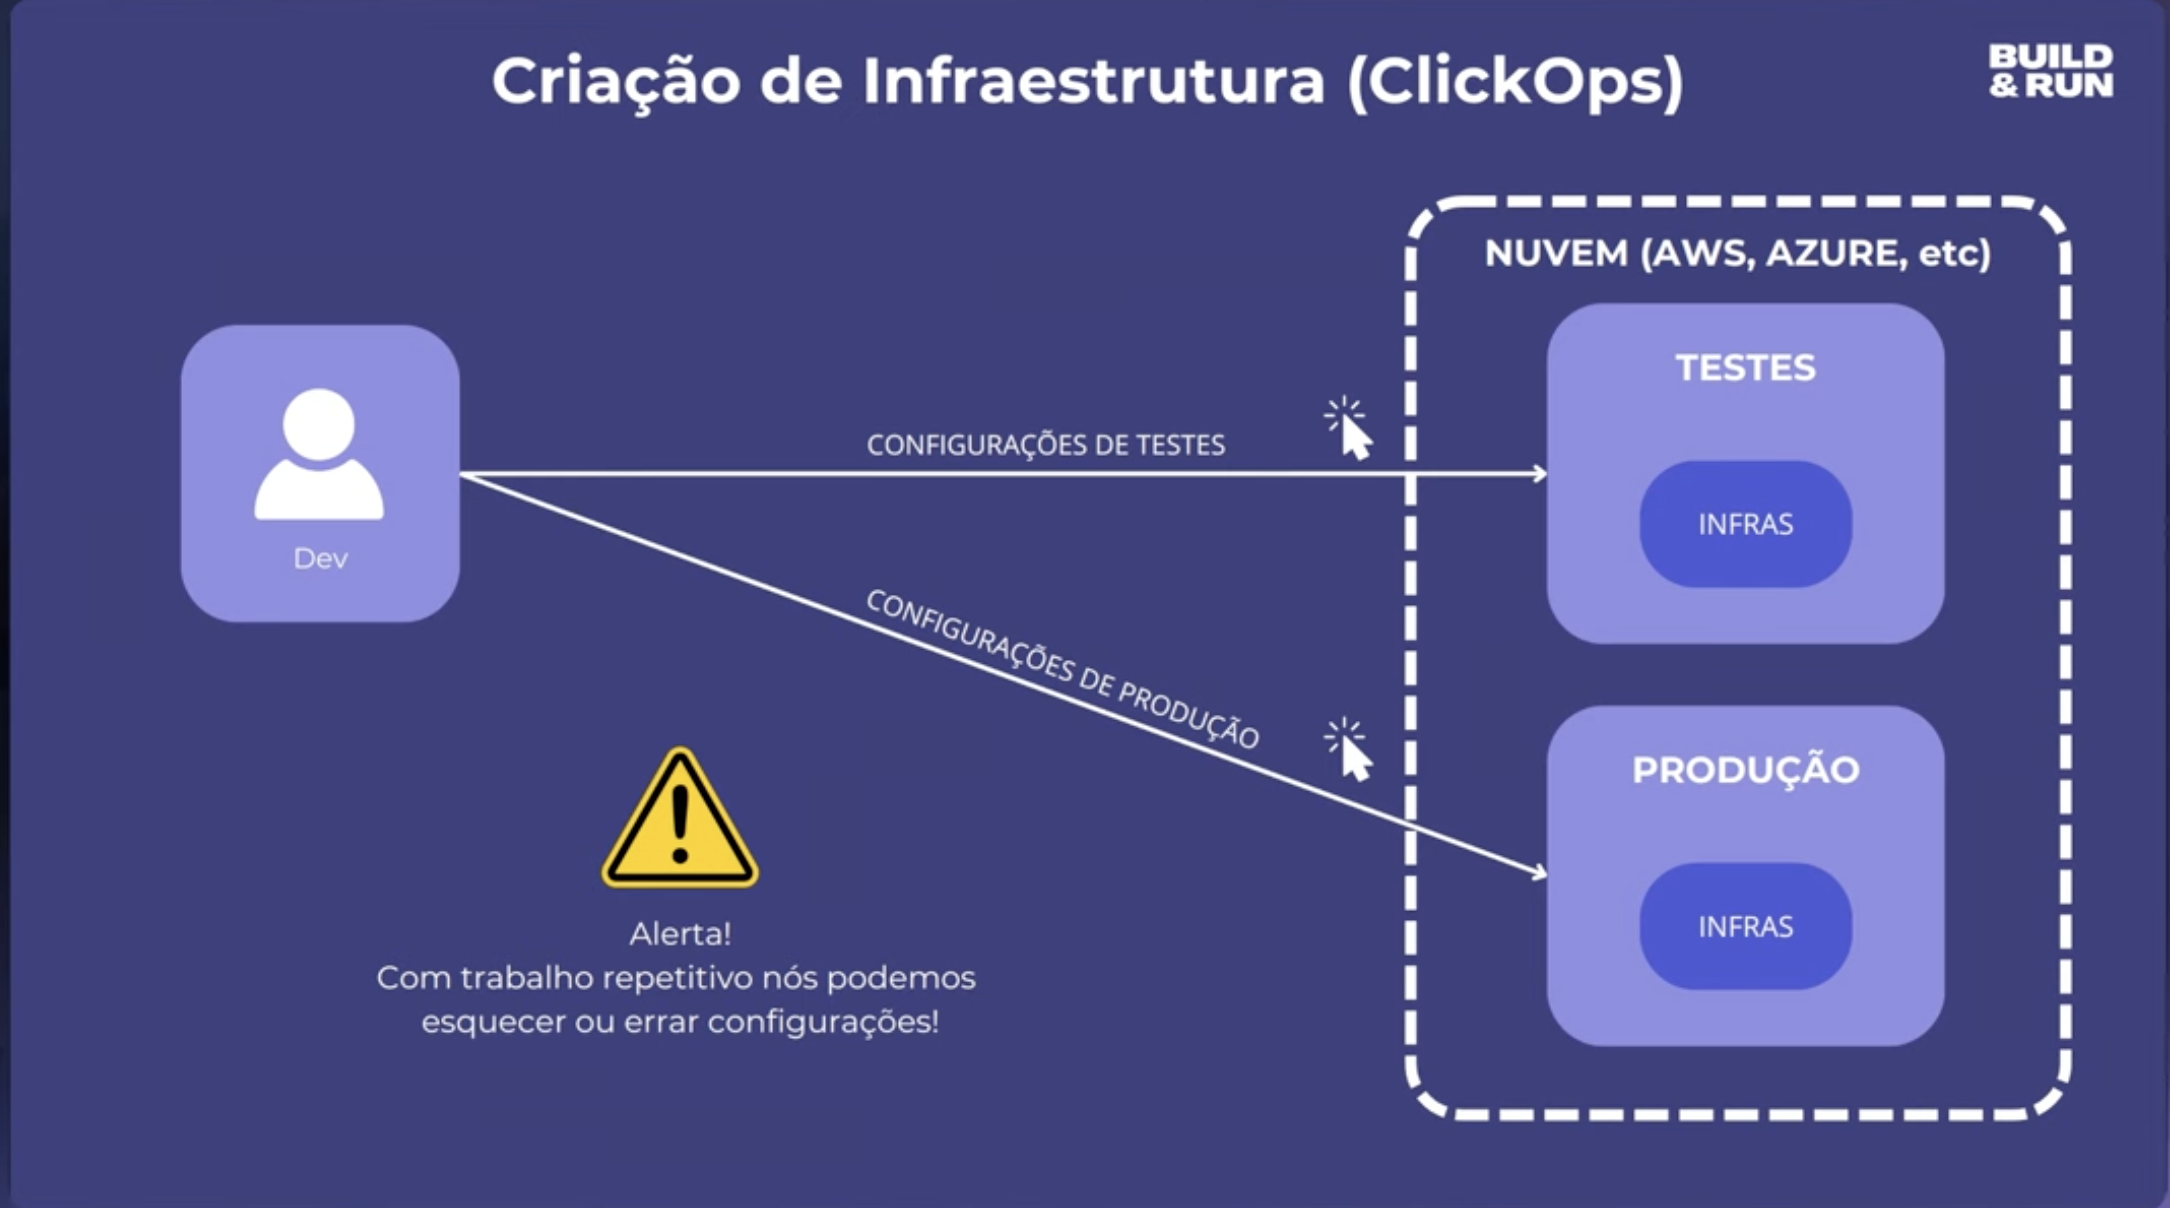 Criação de Infraestrutura (ClickOps)
BUILD
& RUN
NUVEM (AWS, AZURE, etc)
TESTES
CONFIGURAÇÕES DE TESTES
INFRAS
Dev
CONFIGURAÇÕES DE PRODUÇÃO
PRODUÇÃO
INFRAS
Alerta!
Com trabalho repetitivo nós podemos
esquecer ou errar configurações!